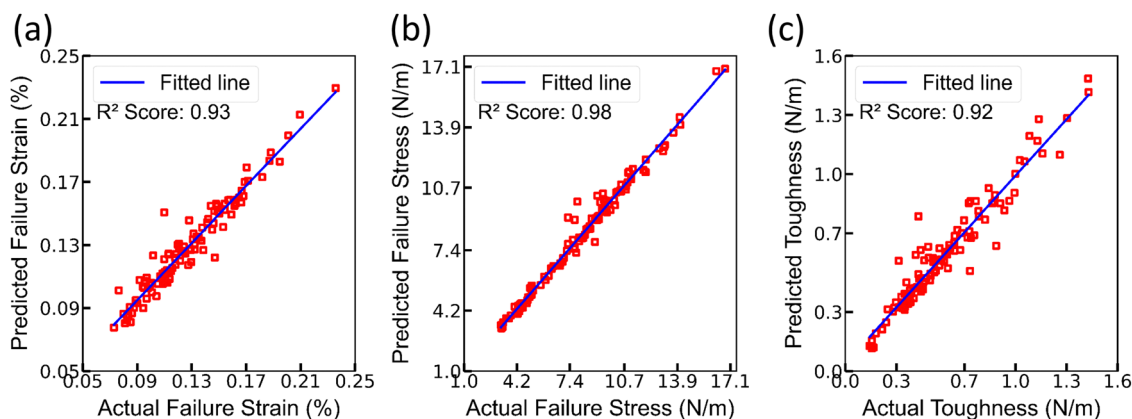 (a)
0.25
0.21
0.17
0.13
0.09
0.05
Predicted Failure Strain (%)
Fitted line
R² Score: 0.93
0.05 0.09 0.13 0.17 0.21 0.25
Actual Failure Strain (%)
(b)
17.1
13.9
10.7
7.4
4.2
1.0
Predicted Failure Stress (N/m)
Fitted line
R² Score: 0.98
1.0 4.2 7.4 10.7 13.9 17.1
Actual Failure Stress (N/m)
(c)
1.6
1.3
1.0
0.7
0.3
0.0
Predicted Toughness (N/m)
Fitted line
R² Score: 0.92
0.0 0.3 0.7 1.0 1.3 1.6
Actual Toughness (N/m)